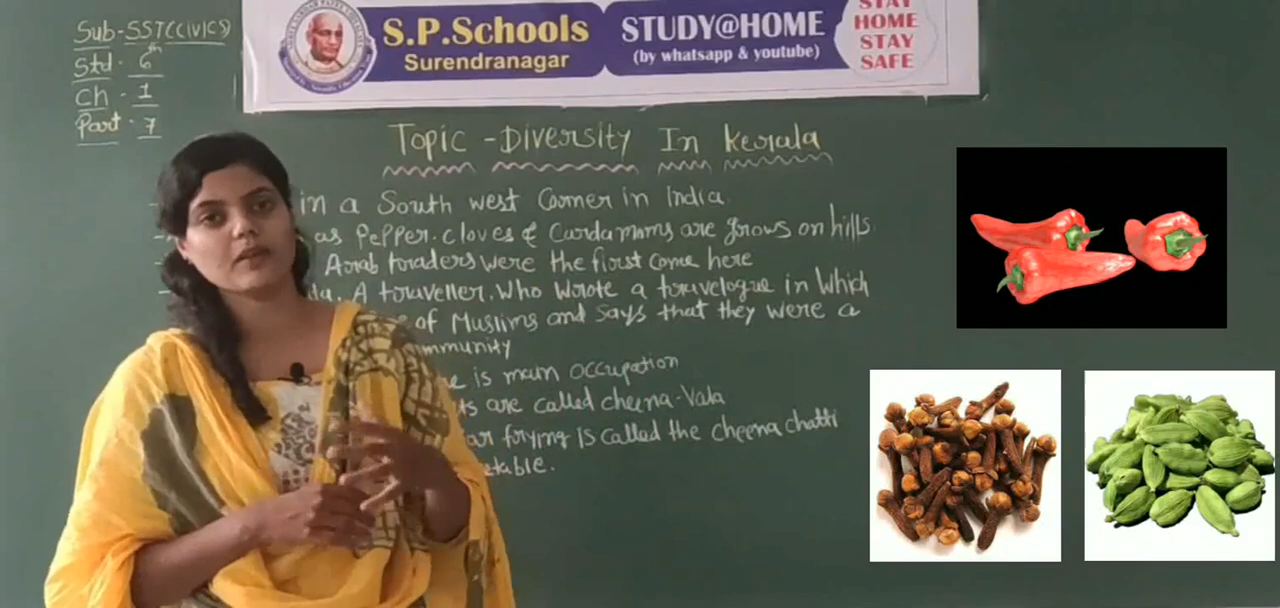 Sub-SST(CIVICS)
Std. 6th
Ch - 1
Part - 7
S.P.Schools
Surendranagar
STUDY@HOME
(by whatsapp & youtube)
STAY
HOME
STAY
SAFE
Topic - Diversity In Kerala
in a South west Corner in India.
as Pepper. cloves & Cardamoms are grows on hills.
Arab traders were the first come here
A traveller, Who Wrote a travelogue in Which
of Muslims and says that they were a
mmunity
is main occupation
are called cheena-Vala
frying is called the cheena chatti
etable.